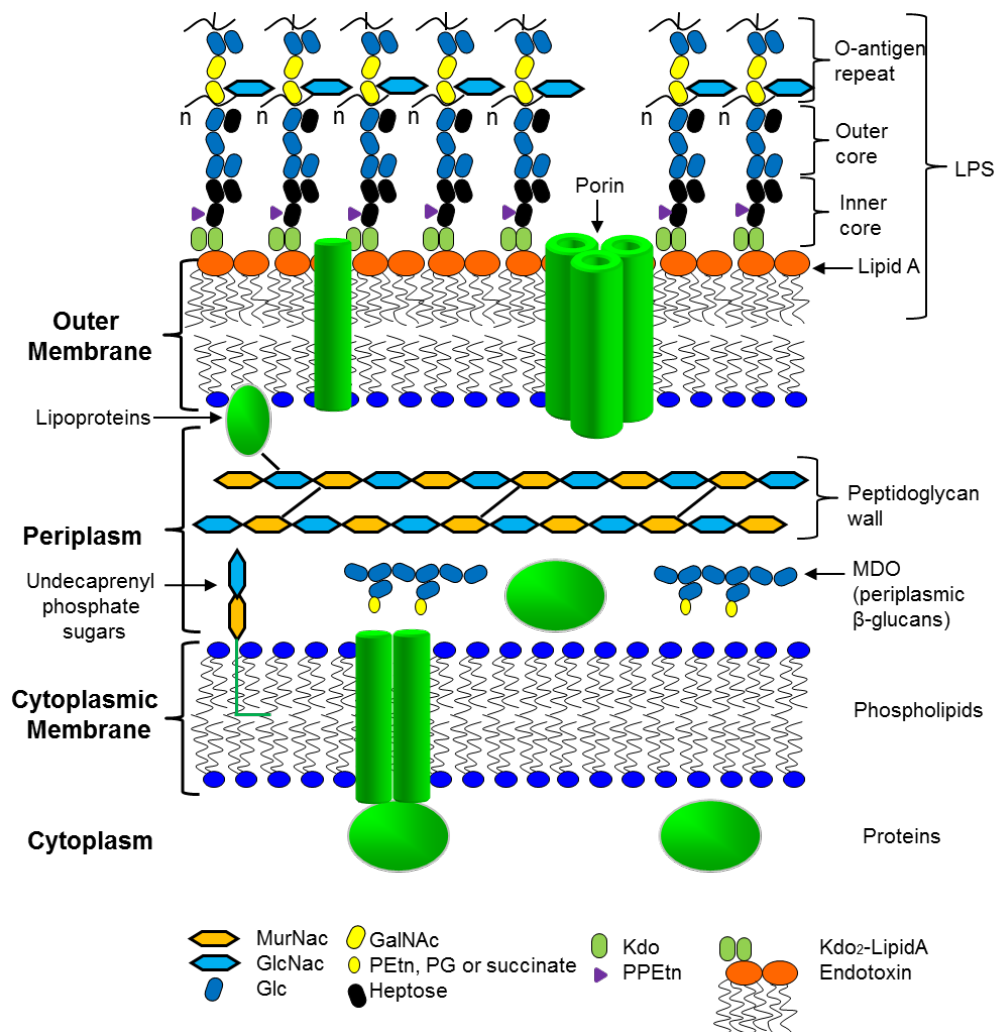 O-antigen
repeat
n n n n n n n
Outer
core
LPS
Porin
Inner
core
Lipid A
Outer
Membrane
Lipoproteins
Peptidoglycan
wall
Periplasm
Undecaprenyl
phosphate
sugars
MDO
(periplasmic
β-glucans)
Cytoplasmic
Membrane
Phospholipids
Cytoplasm
Proteins
MurNac
GlcNac
Glc
GalNAc
PEtn, PG or succinate
Heptose
Kdo
PPEtn
Kdo2-LipidA
Endotoxin